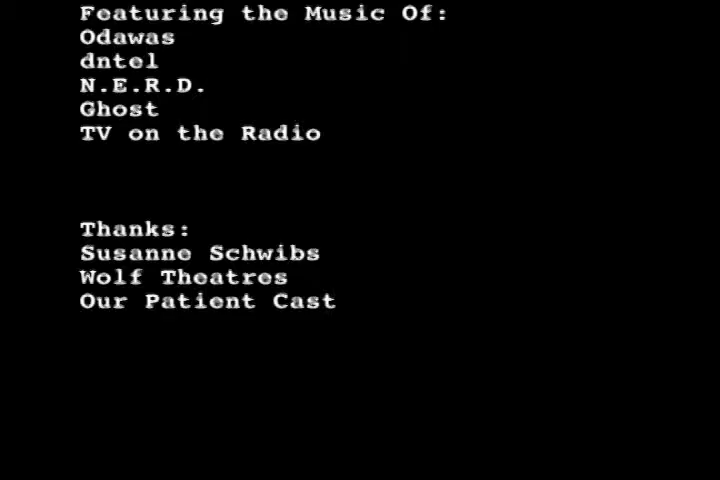 Featuring the Music Of:
Odawas
dntel
N.E.R.D.
Ghost
TV on the Radio
Thanks:
Susanne Schwibs
Wolf Theatres
Our Patient Cast